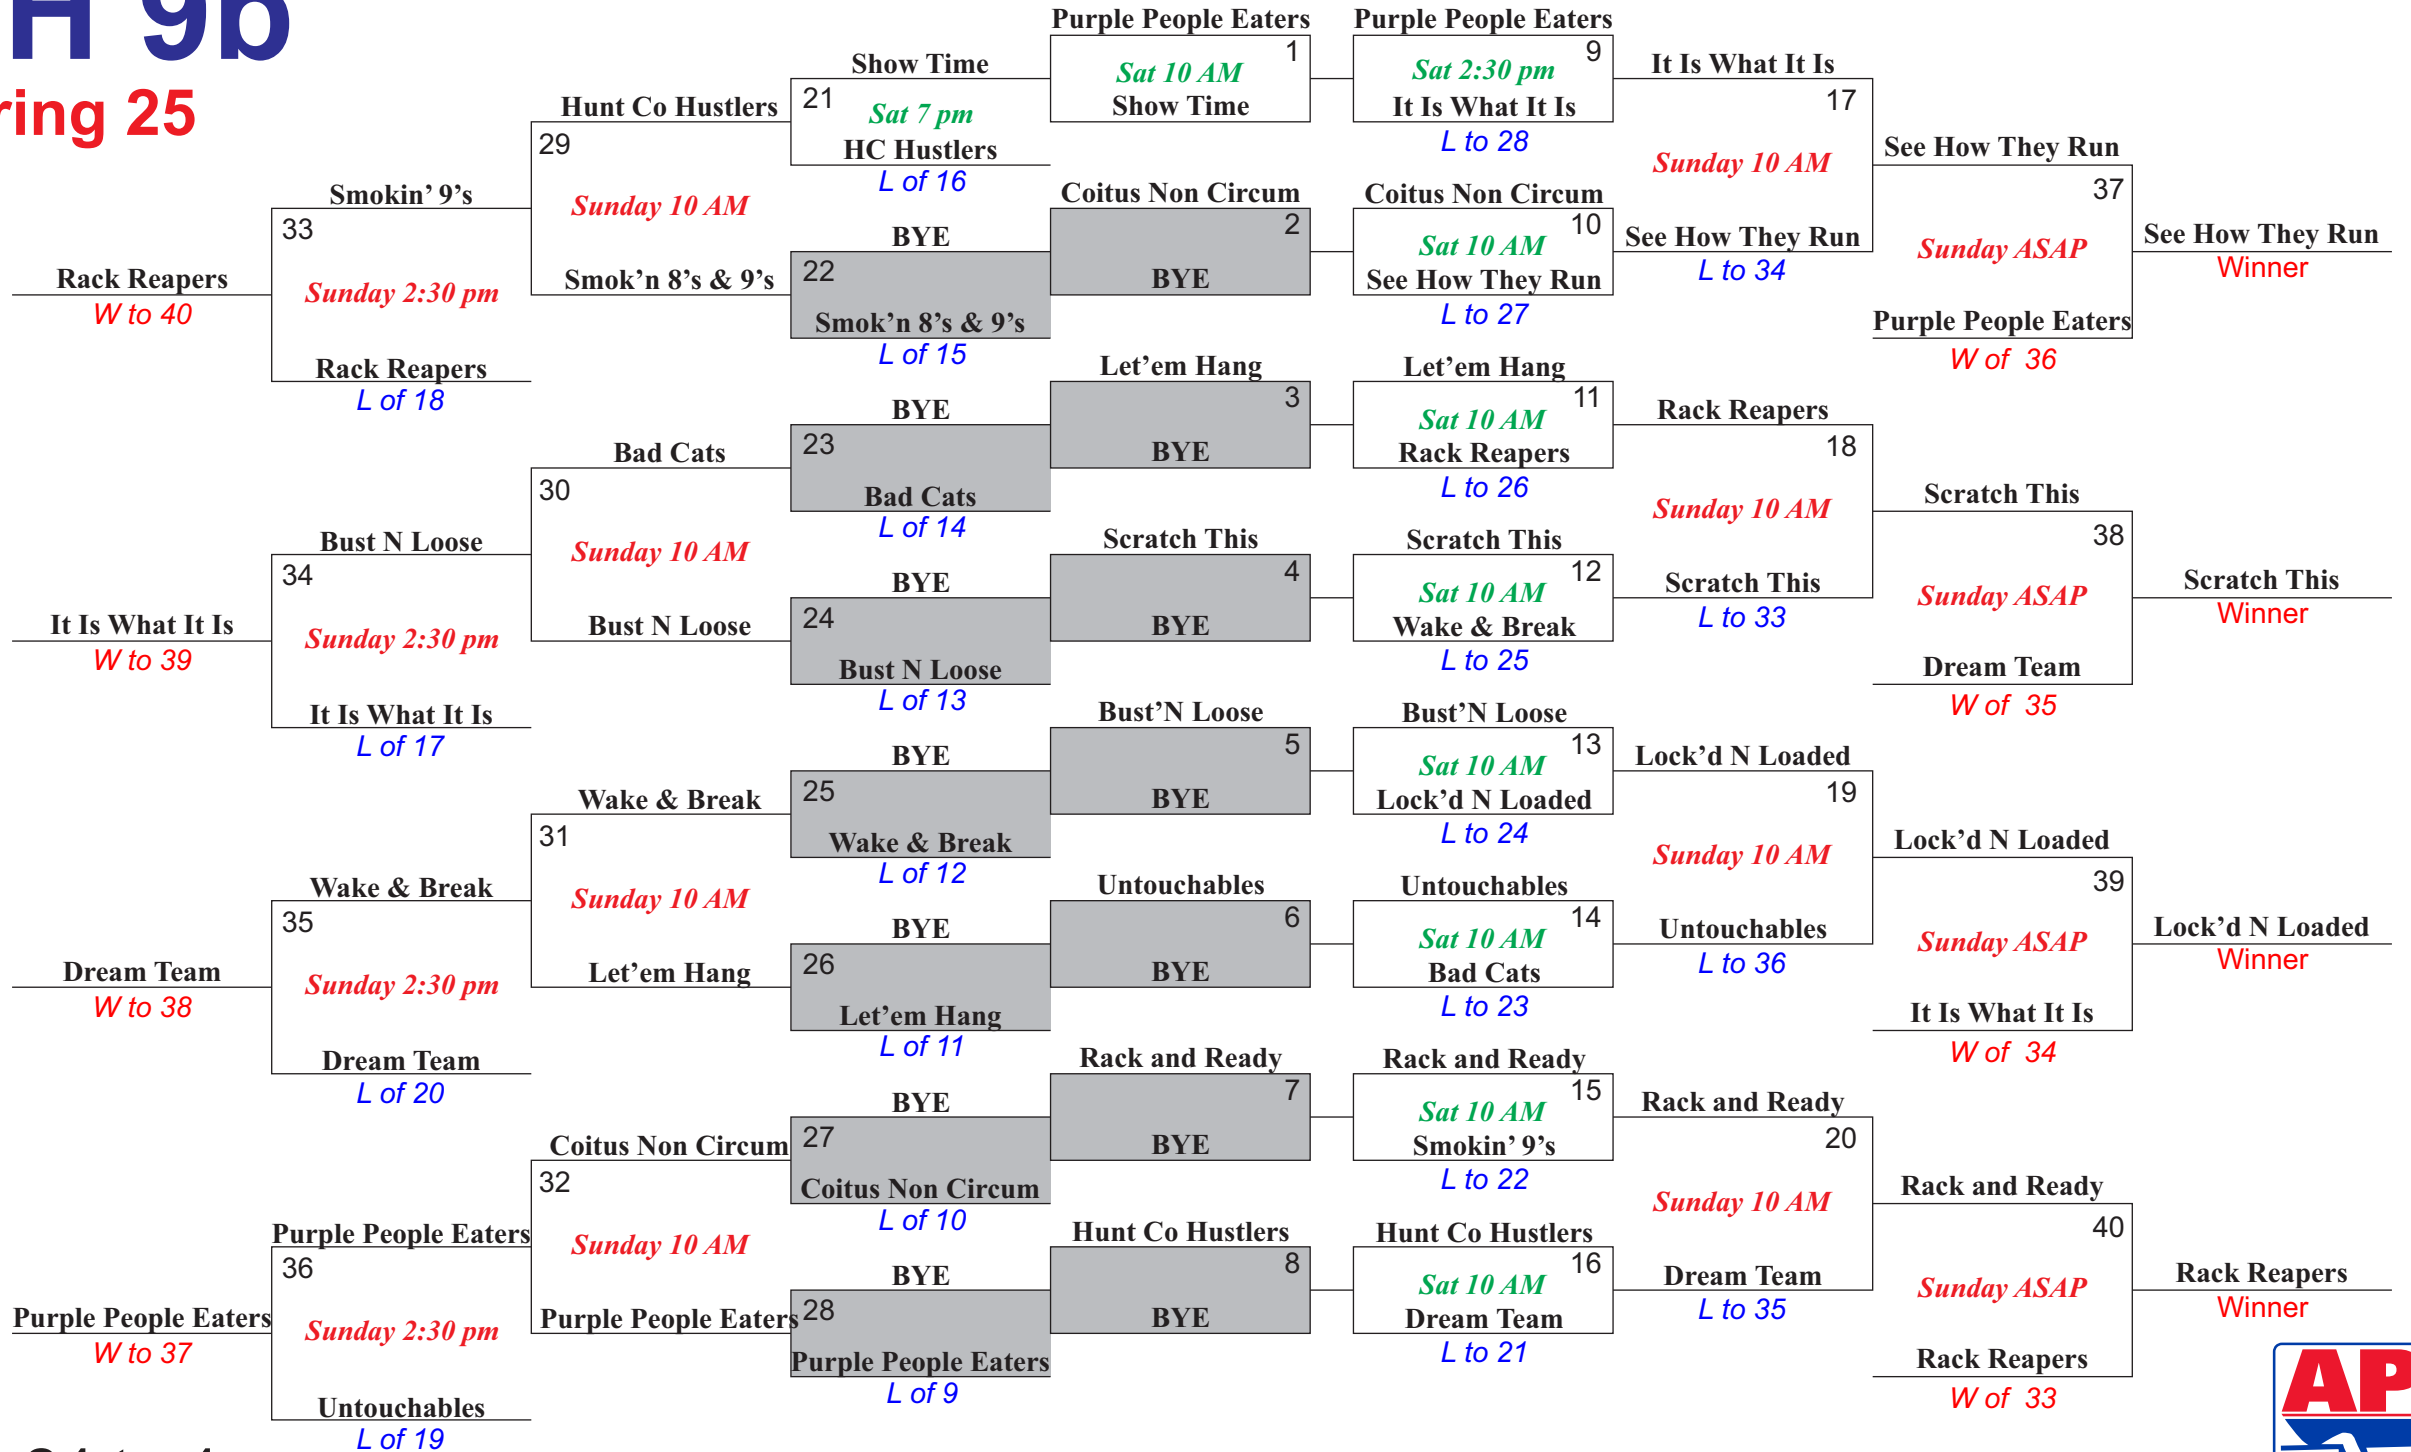 H 9b
ring 25
Rack Reapers
W to 40
It Is What It Is
W to 39
Dream Team
W to 38
Purple People Eaters
W to 37
Smokin' 9's
33
Sunday 2:30 pm
Rack Reapers
L of 18
Bust N Loose
34
Sunday 2:30 pm
It Is What It Is
L of 17
Wake & Break
35
Sunday 2:30 pm
Dream Team
L of 20
Purple People Eaters
36
Sunday 2:30 pm
Untouchables
L of 19
Hunt Co Hustlers
29
Sunday 10 AM
Smok'n 8's & 9's
Bad Cats
30
Sunday 10 AM
Bust N Loose
Wake & Break
31
Sunday 10 AM
Let'em Hang
Coitus Non Circum
32
Sunday 10 AM
Purple People Eaters
Show Time
21
Sat 7 pm
HC Hustlers
L of 16
BYE
22
Smok'n 8's & 9's
L of 15
BYE
23
Bad Cats
L of 14
BYE
24
Bust N Loose
L of 13
BYE
25
Wake & Break
L of 12
BYE
26
Let'em Hang
L of 11
BYE
27
Coitus Non Circum
L of 10
BYE
28
Purple People Eaters
L of 9
Purple People Eaters
1
Sat 10 AM
Show Time
Coitus Non Circum
2
BYE
Let'em Hang
3
BYE
Scratch This
4
BYE
Bust'N Loose
5
BYE
Untouchables
6
BYE
Rack and Ready
7
BYE
Hunt Co Hustlers
8
BYE
Purple People Eaters
9
Sat 2:30 pm
It Is What It Is
L to 28
Coitus Non Circum
10
Sat 10 AM
See How They Run
L to 27
Let'em Hang
11
Sat 10 AM
Rack Reapers
L to 26
Scratch This
12
Sat 10 AM
Wake & Break
L to 25
Bust'N Loose
13
Sat 10 AM
Lock'd N Loaded
L to 24
Untouchables
14
Sat 10 AM
Bad Cats
L to 23
Rack and Ready
15
Sat 10 AM
Smokin' 9's
L to 22
Hunt Co Hustlers
16
Sat 10 AM
Dream Team
L to 21
It Is What It Is
17
Sunday 10 AM
See How They Run
L to 34
Rack Reapers
18
Sunday 10 AM
Scratch This
L to 33
Lock'd N Loaded
19
Sunday 10 AM
Untouchables
L to 36
Rack and Ready
20
Sunday 10 AM
Dream Team
L to 35
See How They Run
37
Sunday ASAP
Purple People Eaters
W of 36
Scratch This
38
Sunday ASAP
Dream Team
W of 35
Lock'd N Loaded
39
Sunday ASAP
It Is What It Is
W of 34
Rack and Ready
40
Sunday ASAP
Rack Reapers
W of 33
See How They Run
Winner
Scratch This
Winner
Lock'd N Loaded
Winner
Rack Reapers
Winner
AP